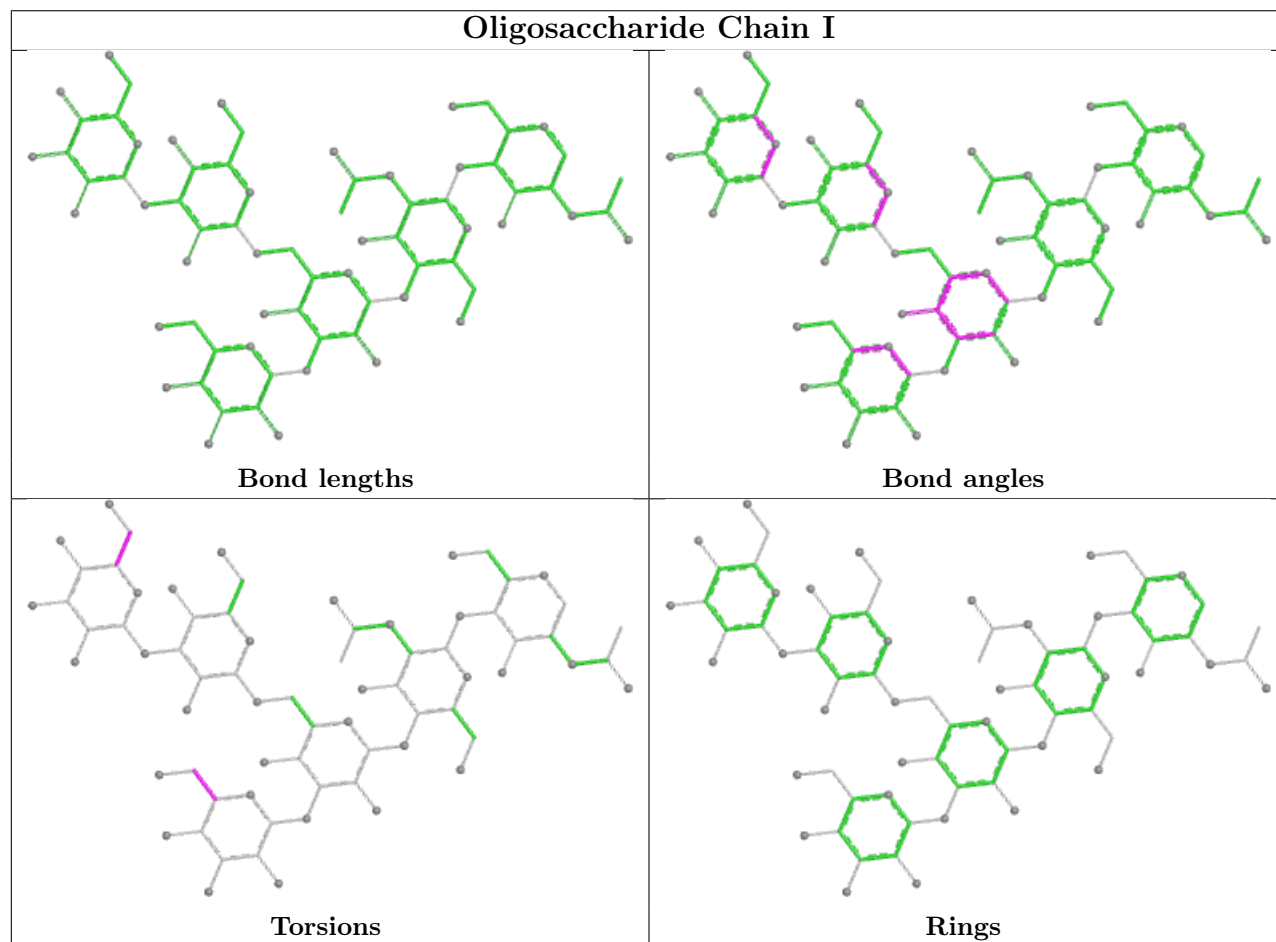 Oligosaccharide Chain I
Bond lengths
Bond angles
Torsions
Rings